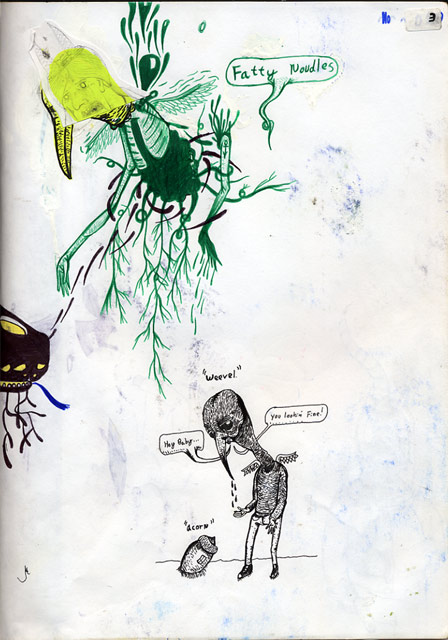 No
3
Fatty Noodles
"Weevel."
Hey Baby...
You lookin' Fine!
"acorn"